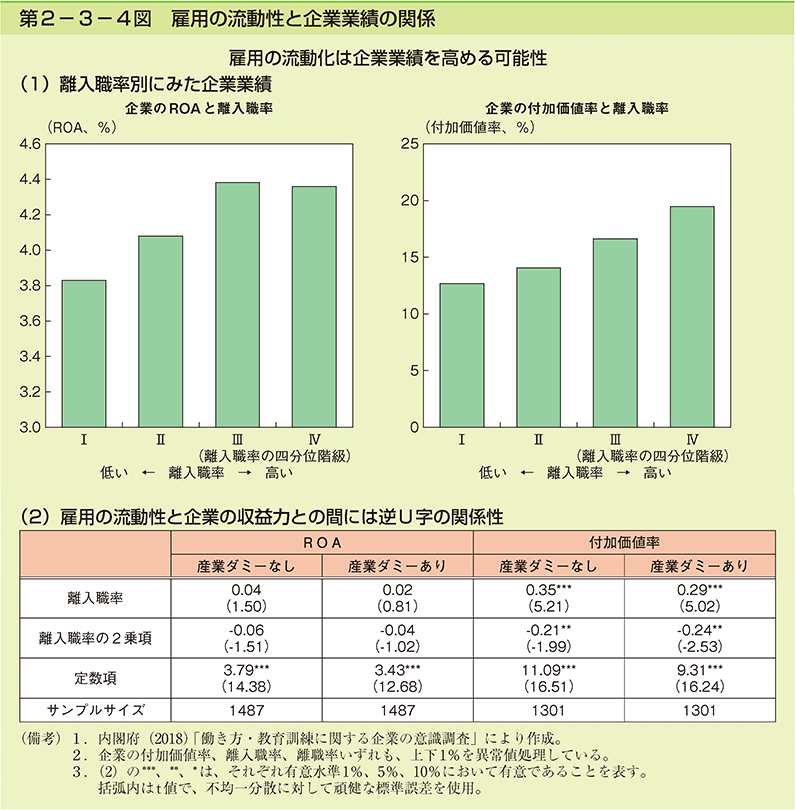 第2-3-4図 雇用の流動性と企業業績の関係
雇用の流動化は企業業績を高める可能性
(1)離入職率別にみた企業業績
企業のROAと離入職率
(ROA、%)
4.6
4.4
4.2
4.0
3.8
3.6
3.4
3.2
3.0
Ⅰ Ⅱ Ⅲ Ⅳ
(離入職率の四分位階級)
低い ← 離入職率 → 高い
企業の付加価値率と離入職率
(付加価値率、%)
25
20
15
10
5
0
Ⅰ Ⅱ Ⅲ Ⅳ
(離入職率の四分位階級)
低い ← 離入職率 → 高い
(2)雇用の流動性と企業の収益力との間には逆U字の関係性
ROA 付加価値率
産業ダミーなし 産業ダミーあり 産業ダミーなし 産業ダミーあり
離入職率 0.04 0.02 0.35*** 0.29***
(1.50) (0.81) (5.21) (5.02)
離入職率の2乗項 -0.06 -0.04 -0.21** -0.24**
(-1.51) (-1.02) (-1.99) (-2.53)
定数項 3.79*** 3.43*** 11.09*** 9.31***
(14.38) (12.68) (16.51) (16.24)
サンプルサイズ 1487 1487 1301 1301
(備考)1.内閣府(2018)「働き方・教育訓練に関する企業の意識調査」により作成。
2.企業の付加価値率、離入職率、離職率いずれも、上下1%を異常値処理している。
3.(2)の***、**、*は、それぞれ有意水準1%、5%、10%において有意であることを表す。
括弧内はt値で、不均一分散に対して頑健な標準誤差を使用。